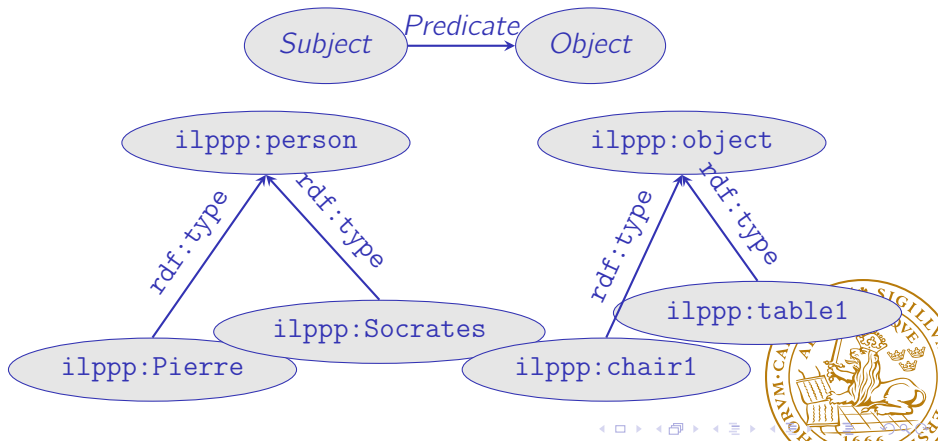 Subject Predicate Object
ilppp:person ilppp:object
rdf:type rdf:type rdf:type rdf:type
ilppp:Socrates ilppp:table1
ilppp:Pierre ilppp:chair1
1666